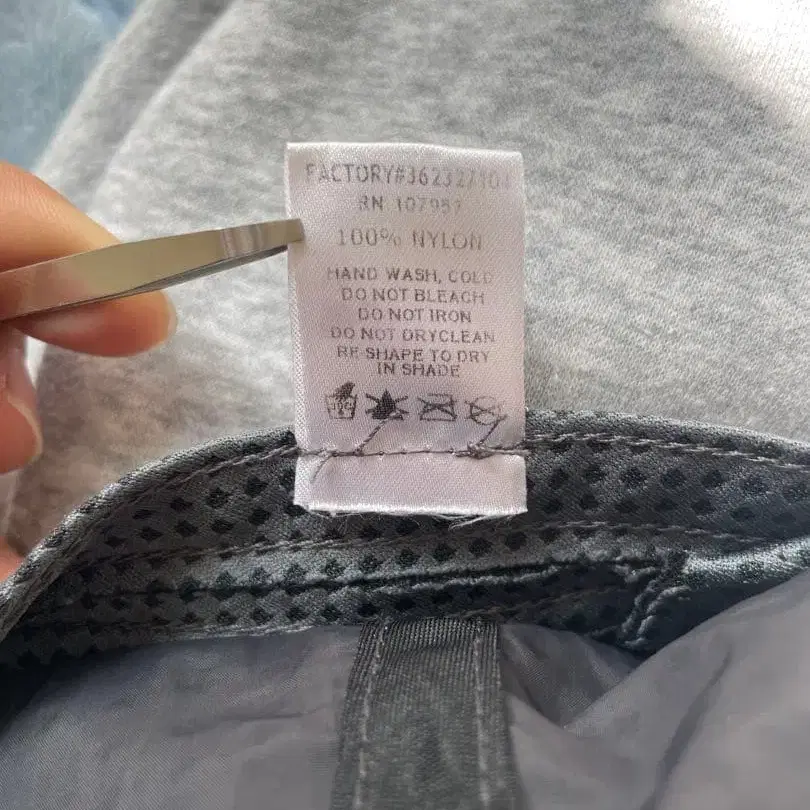 FACTORY#362327104
RN 107957
100% NYLON
HAND WASH, COLD
DO NOT BLEACH
DO NOT IRON
DO NOT DRYCLEAN
RE SHAPE TO DRY
IN SHADE